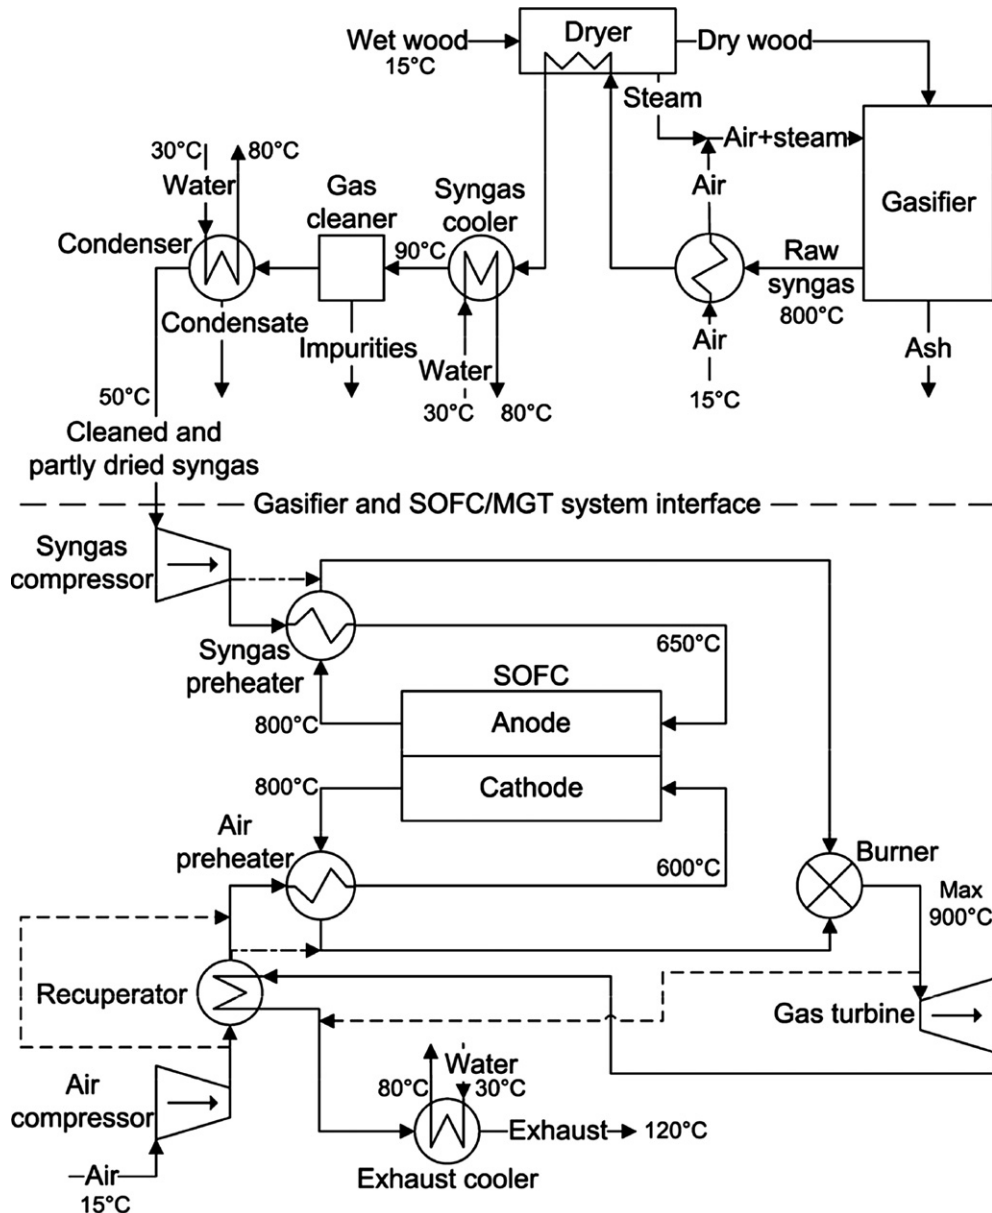 Wet wood
15°C
Dryer
Dry wood
Steam
Air+steam
Air
Gasifier
30°C
80°C
Water
Condenser
Gas
cleaner
Syngas
cooler
90°C
Raw
syngas
800°C
Condensate
Impurities
Water
30°C
80°C
Air
15°C
Ash
50°C
Cleaned and
partly dried syngas
Gasifier and SOFC/MGT system interface
Syngas
compressor
Syngas
preheater
650°C
SOFC
800°C
Anode
800°C
Cathode
Air
preheater
600°C
Burner
Max
900°C
Recuperator
Gas turbine
Air
compressor
Water
80°C
30°C
Exhaust
120°C
Exhaust cooler
Air
15°C